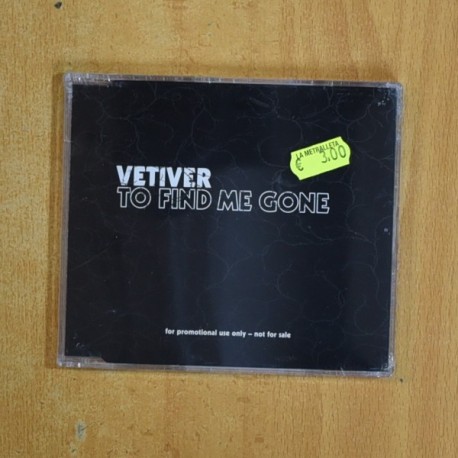 LA METRALLETA
€ 3.00
VETIVER
TO FIND ME GONE
for promotional use only – not for sale